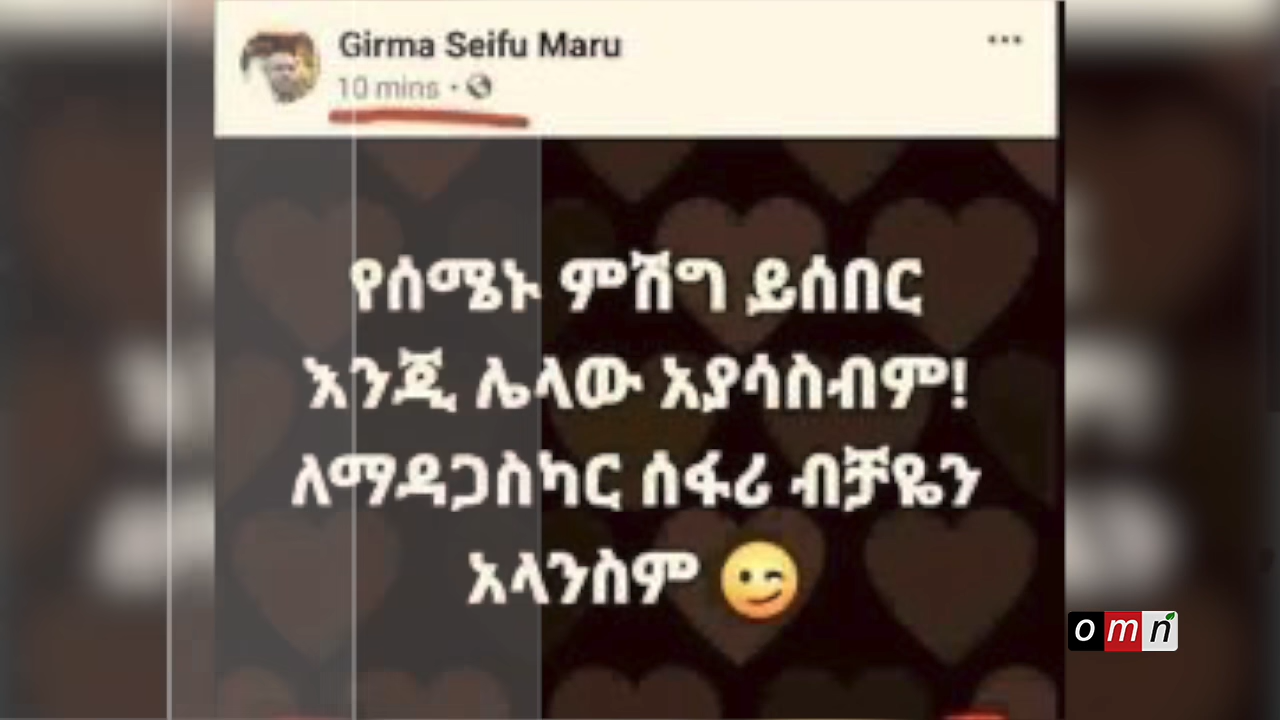 Girma Seifu Maru
10 mins ·
የሰሜኑ ምሽግ ይሰበር
እንጂ ሌላው አያሳስብም!
ለማዳጋስካር ሰፋሪ ብቻዬን
አላንስም 😉
omn